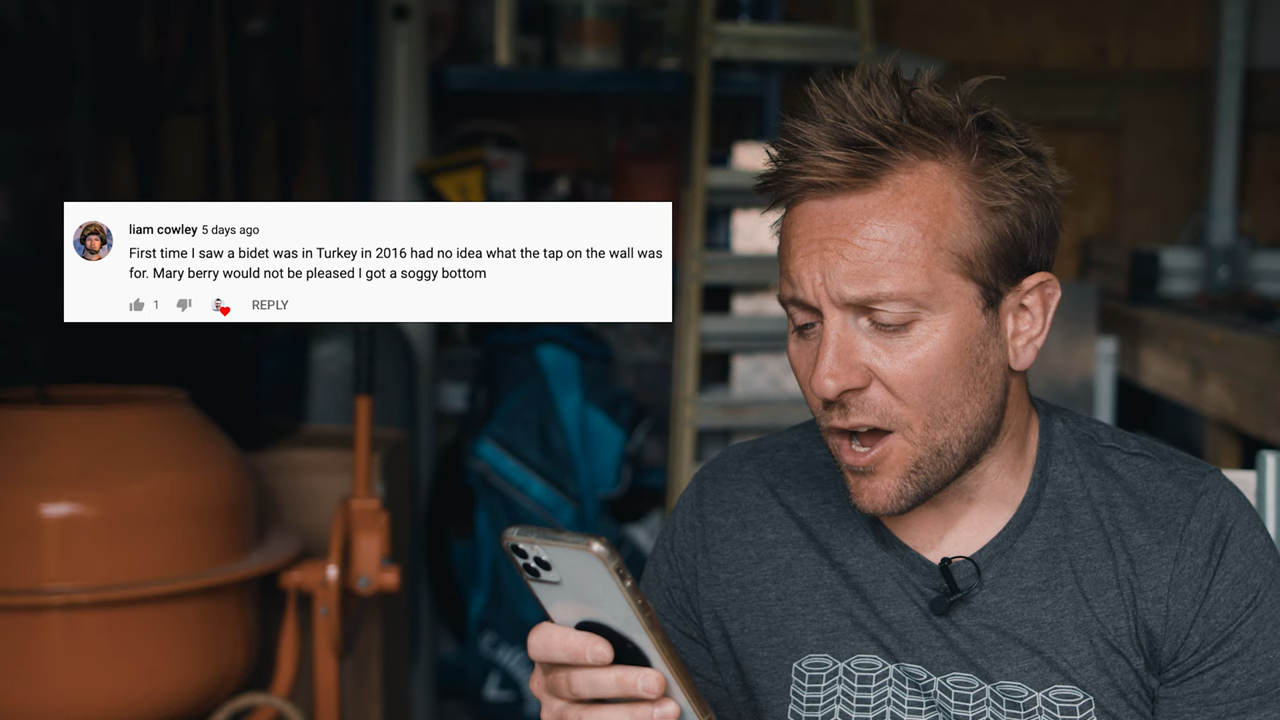 liam cowley 5 days ago
First time I saw a bidet was in Turkey in 2016 had no idea what the tap on the wall was
for. Mary berry would not be pleased I got a soggy bottom
1 REPLY